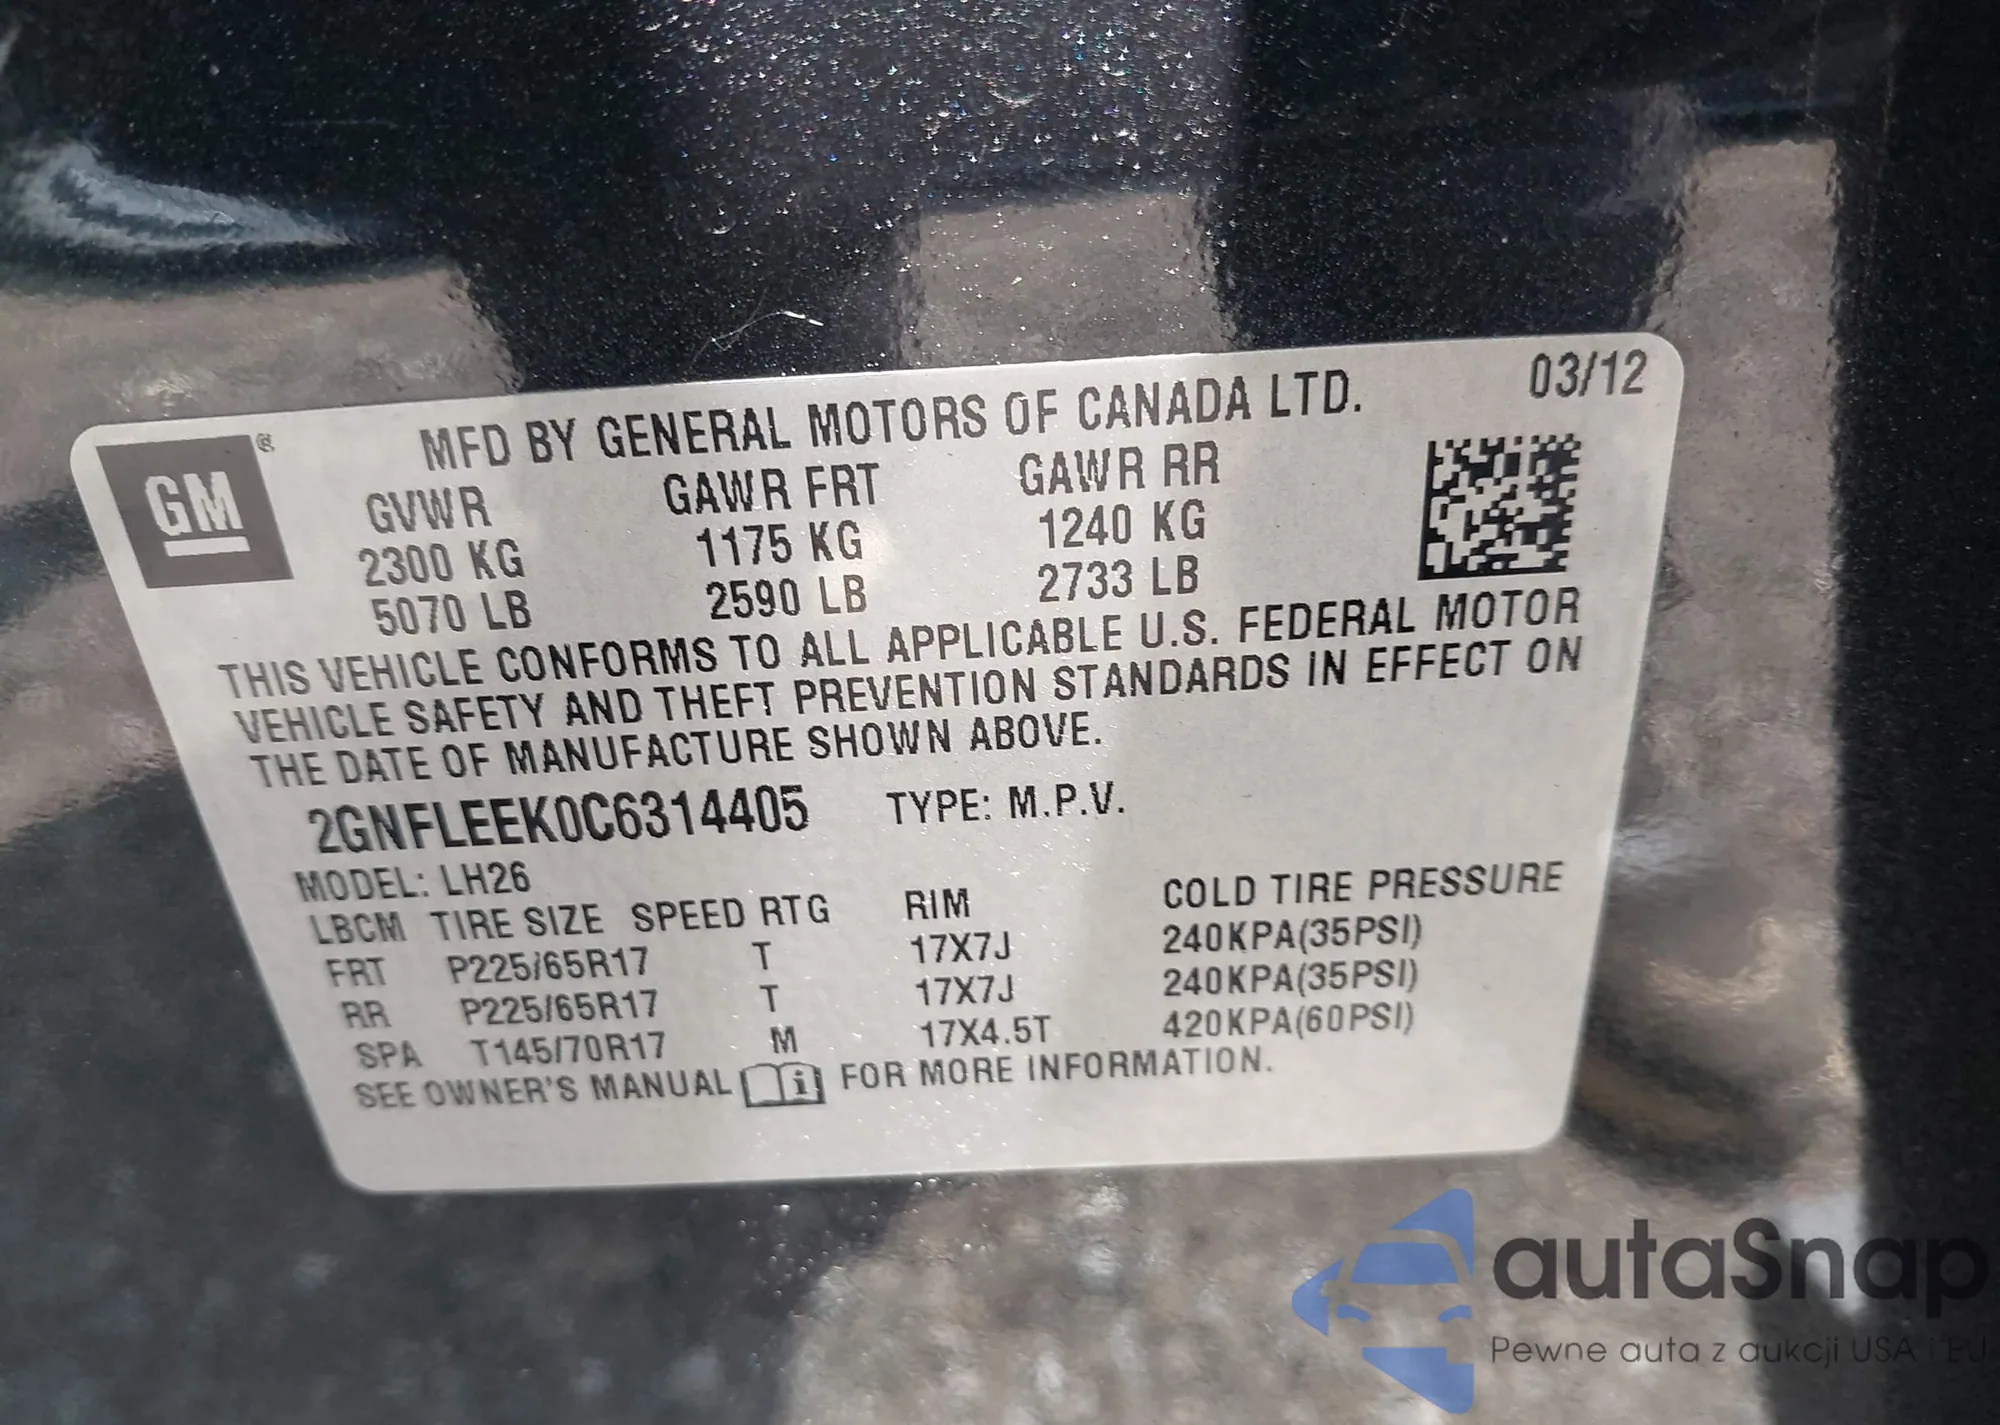 MFD BY GENERAL MOTORS OF CANADA LTD. 03/12
GM ®
GVWR GAWR FRT GAWR RR
2300 KG 1175 KG 1240 KG
5070 LB 2590 LB 2733 LB
THIS VEHICLE CONFORMS TO ALL APPLICABLE U.S. FEDERAL MOTOR
VEHICLE SAFETY AND THEFT PREVENTION STANDARDS IN EFFECT ON
THE DATE OF MANUFACTURE SHOWN ABOVE.
2GNFLEEK0C6314405 TYPE: M.P.V.
MODEL: LH26
LBCM TIRE SIZE SPEED RTG RIM COLD TIRE PRESSURE
FRT P225/65R17 T 17X7J 240KPA(35PSI)
RR P225/65R17 T 17X7J 240KPA(35PSI)
SPA T145/70R17 M 17X4.5T 420KPA(60PSI)
SEE OWNER'S MANUAL i FOR MORE INFORMATION.
autaSnap
Pewne auta z aukcji USA i EU